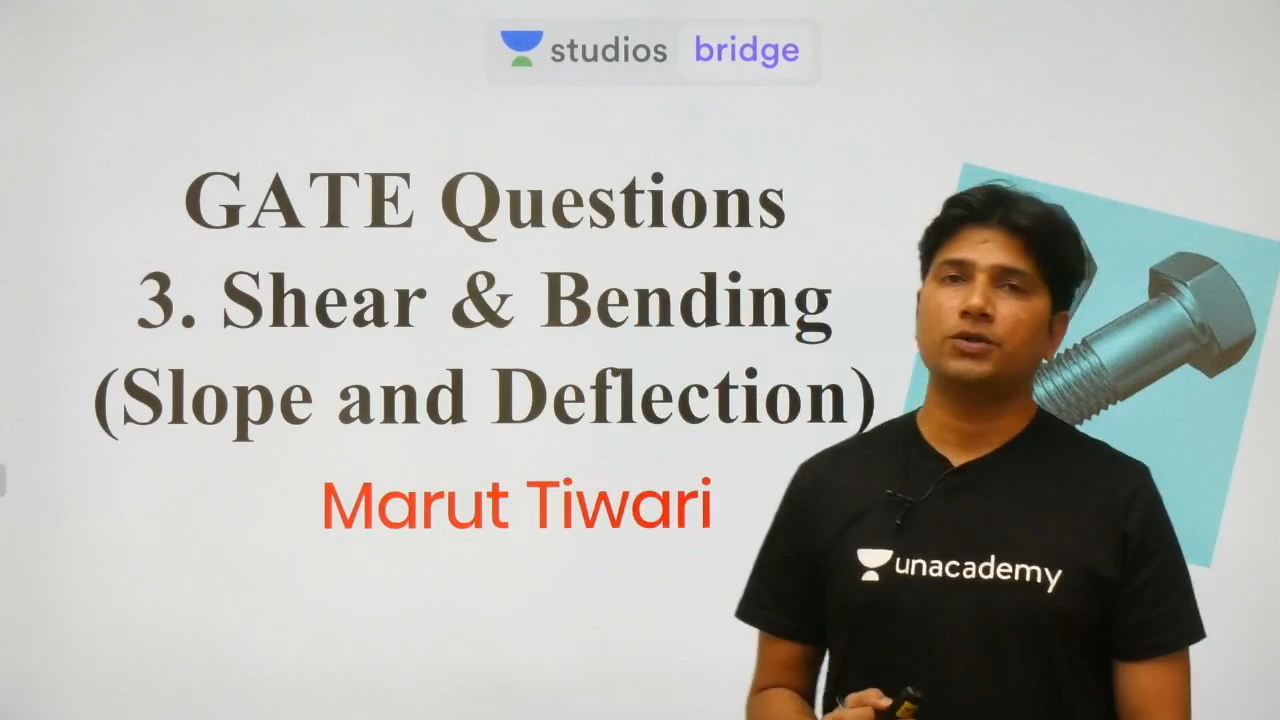 studios bridge
GATE Questions
3. Shear & Bending
(Slope and Deflection)
Marut Tiwari
unacademy